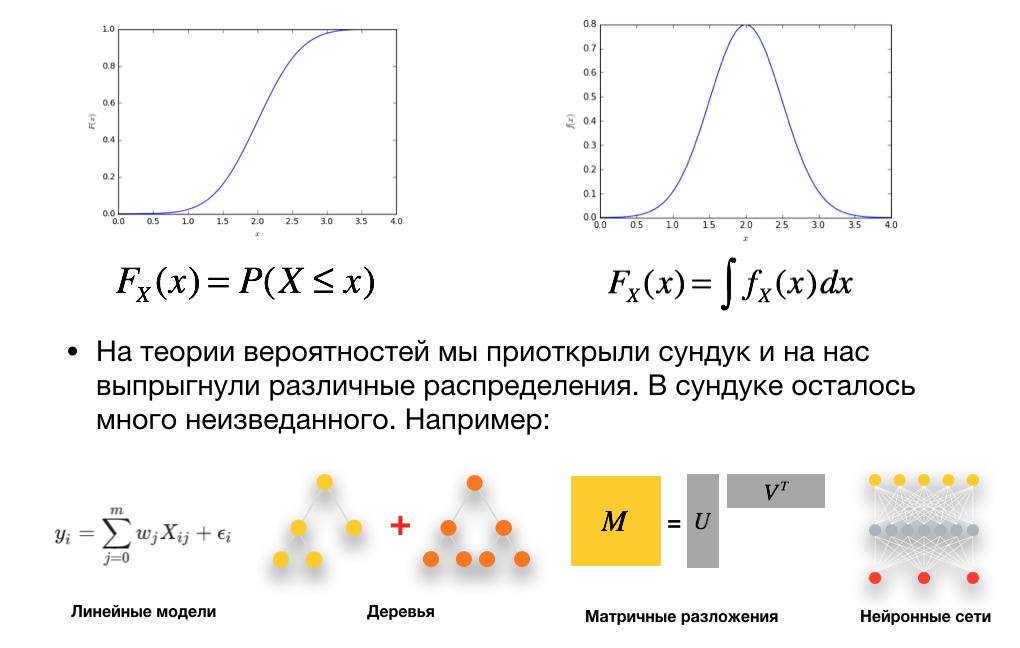 1.0
0.8
0.6
0.4
0.2
0.0
F(x)
0.0 0.5 1.0 1.5 2.0 2.5 3.0 3.5 4.0
x
0.8
0.7
0.6
0.5
0.4
0.3
0.2
0.1
0.0
f(x)
0.0 0.5 1.0 1.5 2.0 2.5 3.0 3.5 4.0
x
F_X(x) = P(X ≤ x)
F_X(x) = ∫ f_X(x)dx
• На теории вероятностей мы приоткрыли сундук и на нас
выпрыгнули различные распределения. В сундуке осталось
много неизведанного. Например:
y_i = ∑_{j=0}^{m} w_j X_{ij} + ϵ_i
+
M = U V^T
Линейные модели
Деревья
Матричные разложения
Нейронные сети